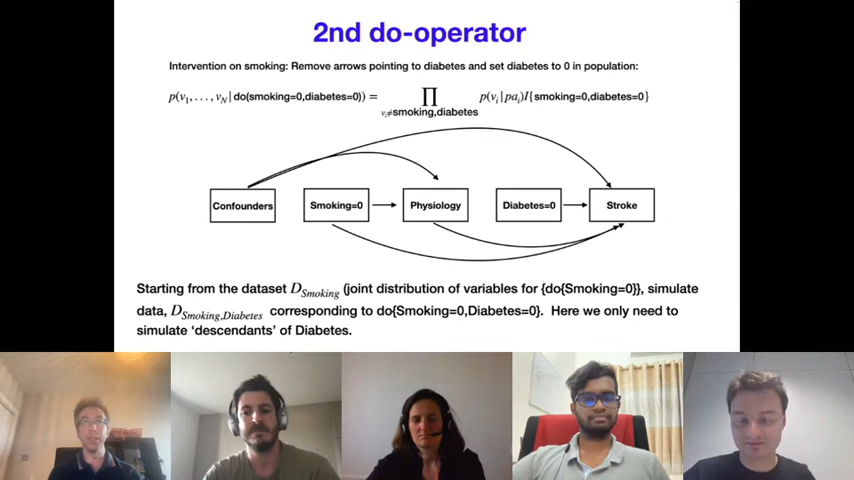 2nd do-operator
Intervention on smoking: Remove arrows pointing to diabetes and set diabetes to 0 in population:
p(v₁, . . . , v_N | do(smoking=0,diabetes=0)) = ∏ p(vᵢ | paᵢ)I{smoking=0,diabetes=0}
vᵢ≠smoking,diabetes
Confounders
Smoking=0
Physiology
Diabetes=0
Stroke
Starting from the dataset D_Smoking (joint distribution of variables for {do{Smoking=0}}, simulate
data, D_Smoking,Diabetes corresponding to do{Smoking=0,Diabetes=0}. Here we only need to
simulate ‘descendants’ of Diabetes.